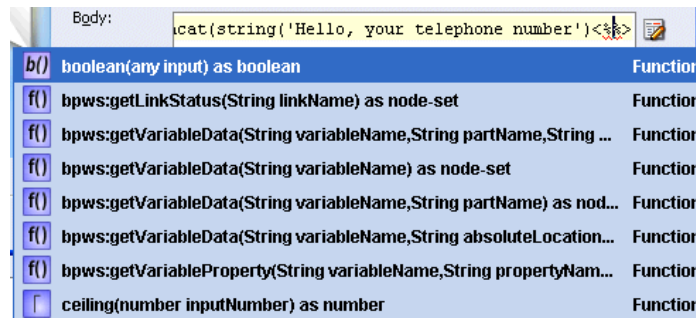 Body:
ncat(string('Hello, your telephone number')<%%>
b() boolean(any input) as boolean Function
f() bpws:getLinkStatus(String linkName) as node-set Function
f() bpws:getVariableData(String variableName,String partName,String ... Function
f() bpws:getVariableData(String variableName) as node-set Function
f() bpws:getVariableData(String variableName,String partName) as nod... Function
f() bpws:getVariableData(String variableName,String absoluteLocation... Function
f() bpws:getVariableProperty(String variableName,String propertyNam... Function
ceiling(number inputNumber) as number Function